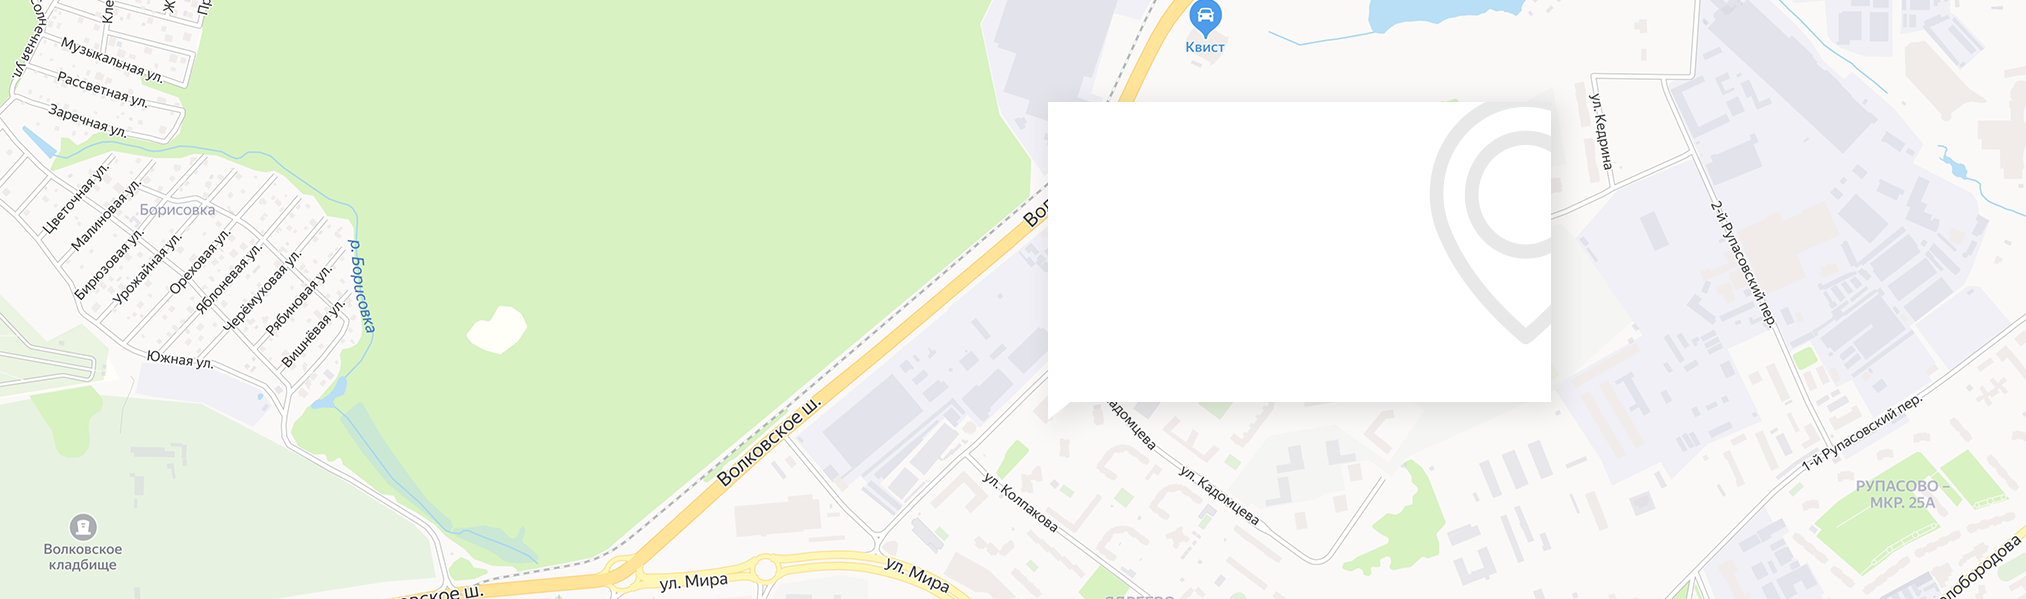 Музыкальная ул.
Рассветная ул.
Заречная ул.
Квист
Цветочная ул.
Малиновая ул.
Борисовка
Бирюзовая ул.
Урожайная ул.
Ореховая ул.
Яблоневая ул.
Черёмуховая ул.
Рябиновая ул.
Вишнёвая ул.
Южная ул.
р. Борисовка
Волковское
кладбище
Волковское ш.
ул. Мира
ул. Мира
ул. Колпакова
ул. Кадомцева
ул. Кедрина
2-й Рупасовский пер.
1-й Рупасовский пер.
РУПАСОВО –
МКР. 25А